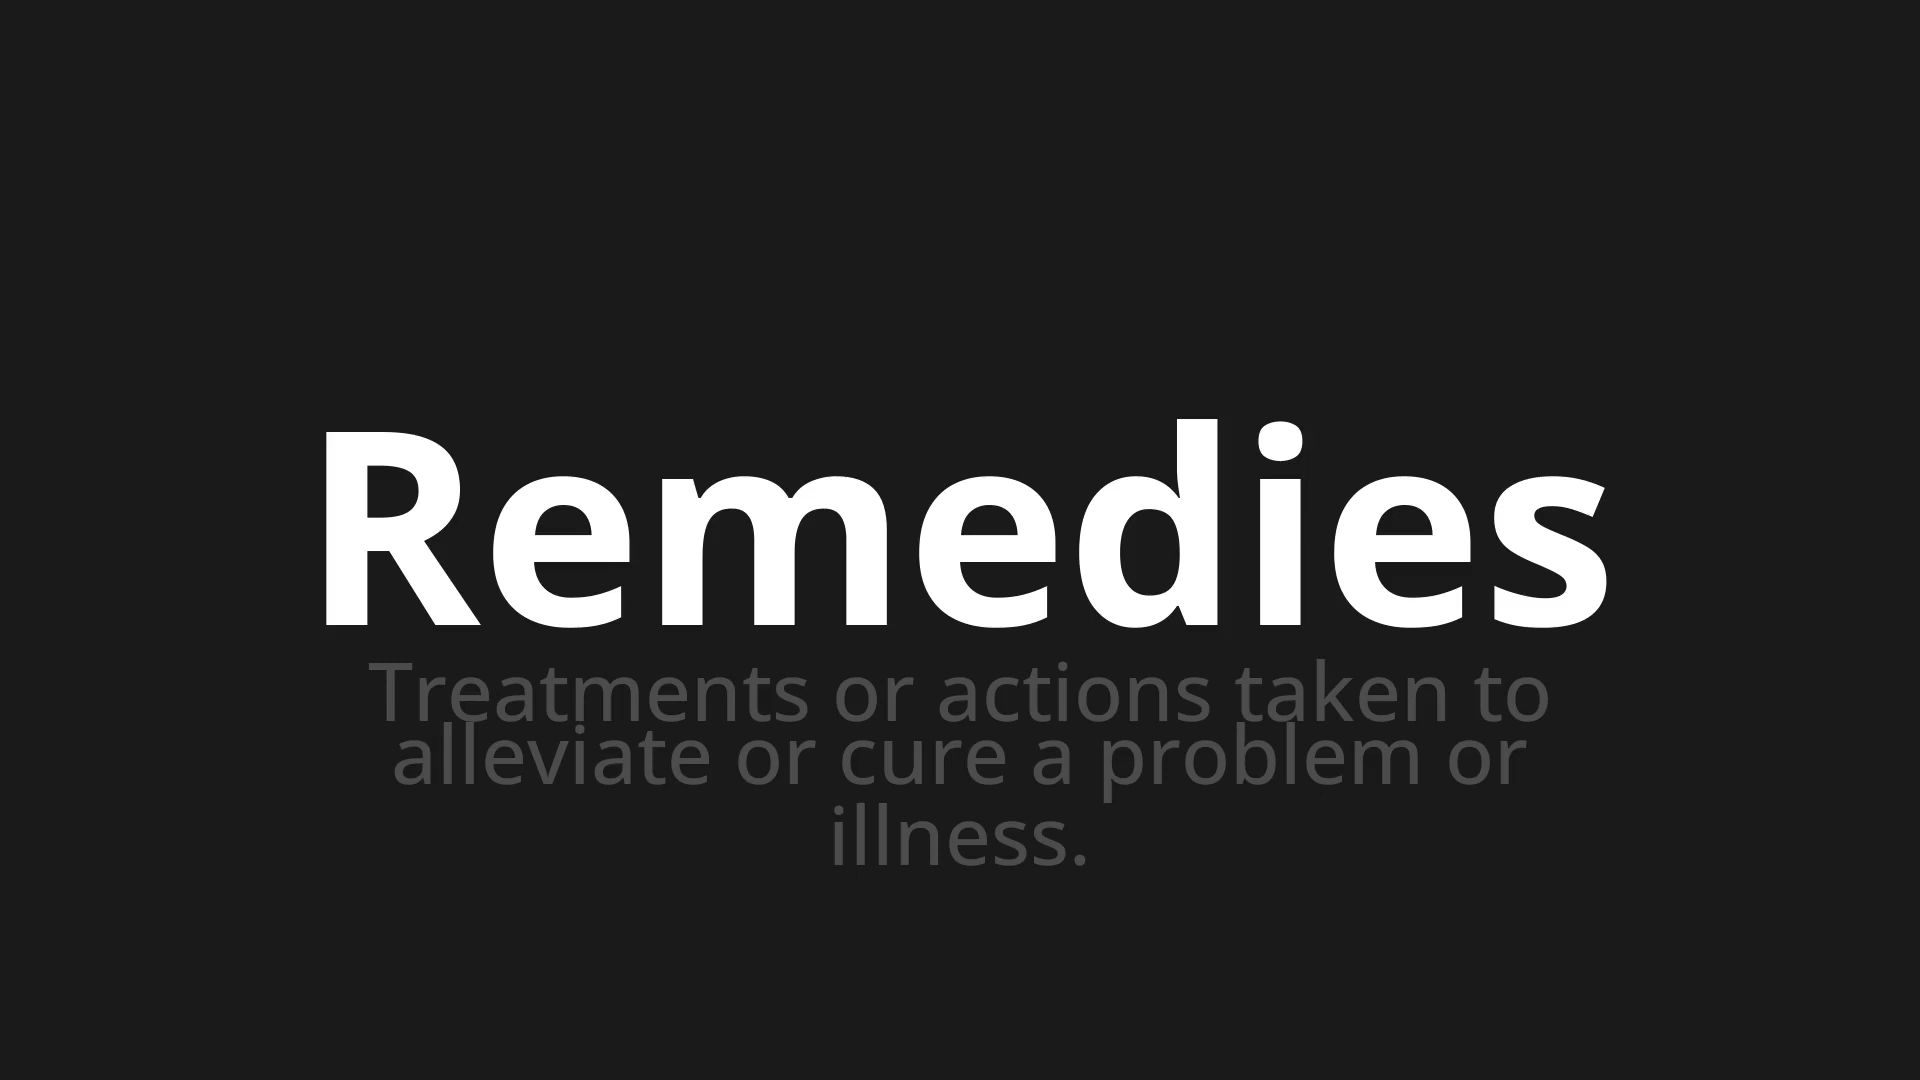 Remedies
Treatments or actions taken to
alleviate or cure a problem or
illness.